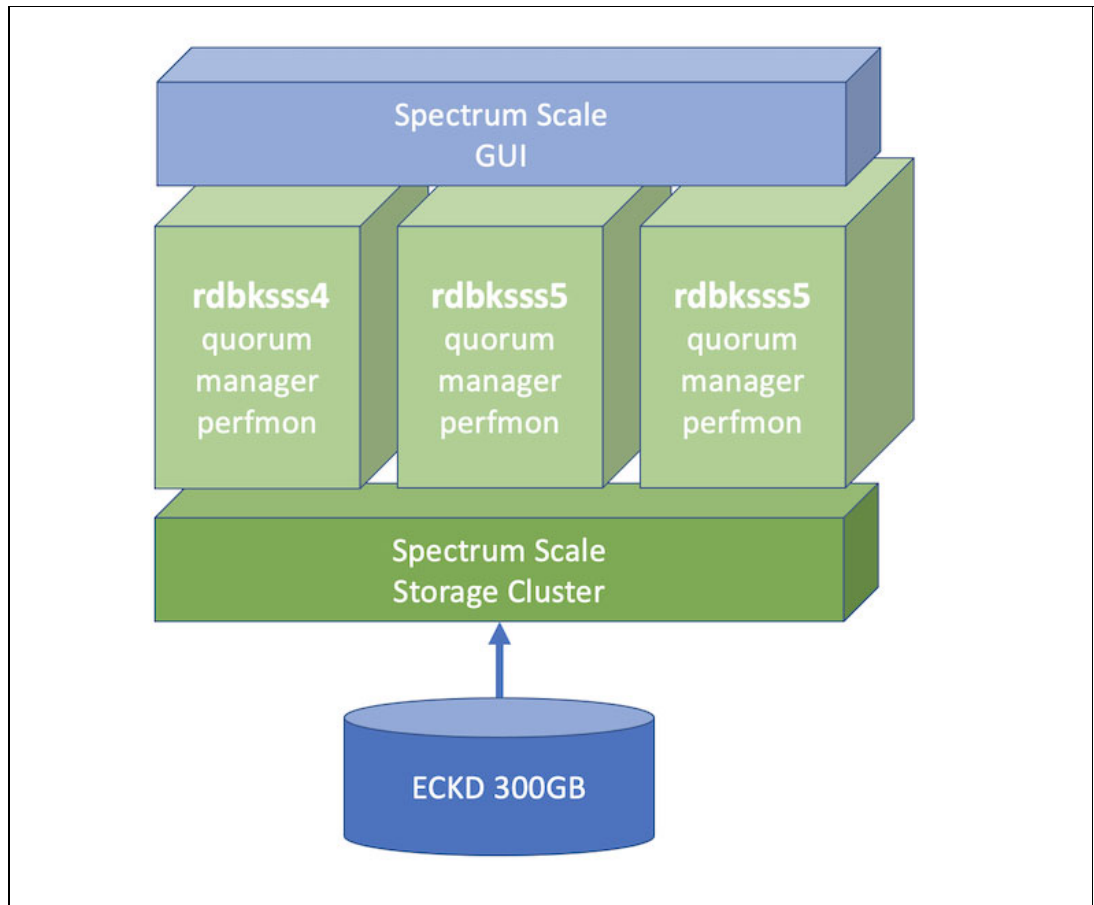 Spectrum Scale
GUI
rdbksss4
quorum
manager
perfmon
rdbksss5
quorum
manager
perfmon
rdbksss5
quorum
manager
perfmon
Spectrum Scale
Storage Cluster
ECKD 300GB